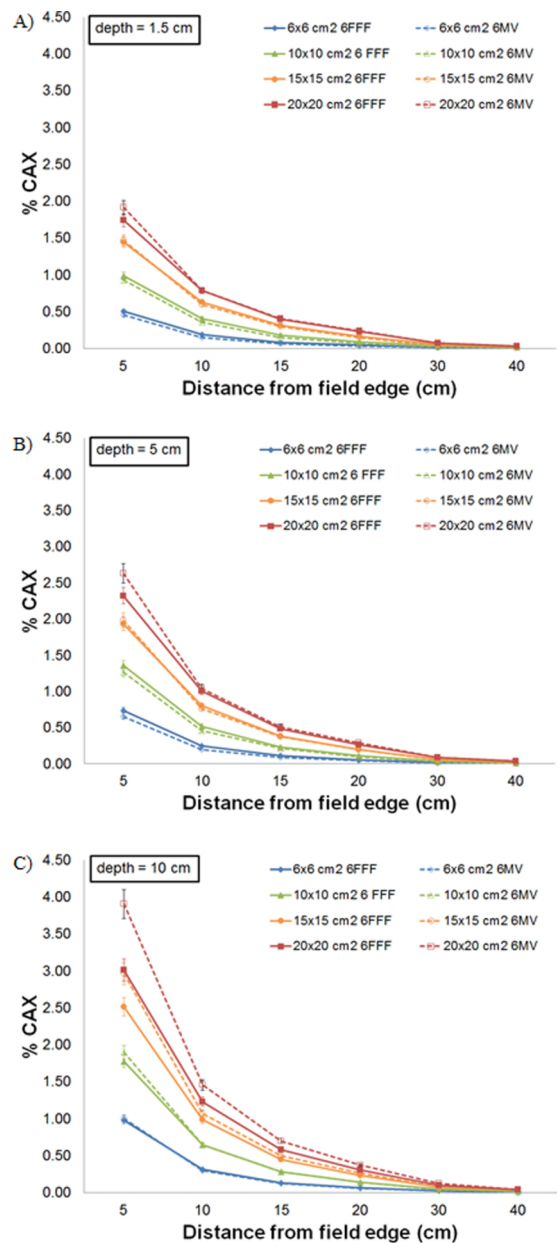 A)
depth = 1.5 cm
6x6 cm2 6FFF
6x6 cm2 6MV
10x10 cm2 6 FFF
10x10 cm2 6MV
15x15 cm2 6FFF
15x15 cm2 6MV
20x20 cm2 6FFF
20x20 cm2 6MV
4.50
4.00
3.50
3.00
2.50
2.00
1.50
1.00
0.50
0.00
% CAX
5 10 15 20 30 40
Distance from field edge (cm)
B)
depth = 5 cm
6x6 cm2 6FFF
6x6 cm2 6MV
10x10 cm2 6 FFF
10x10 cm2 6MV
15x15 cm2 6FFF
15x15 cm2 6MV
20x20 cm2 6FFF
20x20 cm2 6MV
4.50
4.00
3.50
3.00
2.50
2.00
1.50
1.00
0.50
0.00
% CAX
5 10 15 20 30 40
Distance from field edge (cm)
C)
depth = 10 cm
6x6 cm2 6FFF
6x6 cm2 6MV
10x10 cm2 6 FFF
10x10 cm2 6MV
15x15 cm2 6FFF
15x15 cm2 6MV
20x20 cm2 6FFF
20x20 cm2 6MV
4.50
4.00
3.50
3.00
2.50
2.00
1.50
1.00
0.50
0.00
% CAX
5 10 15 20 30 40
Distance from field edge (cm)